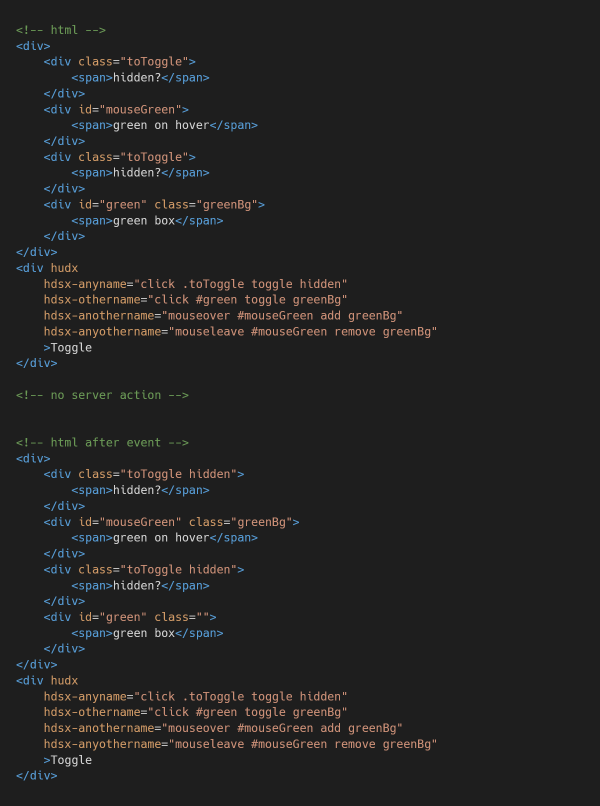 <!-- html -->
<div>
    <div class="toToggle">
        <span>hidden?</span>
    </div>
    <div id="mouseGreen">
        <span>green on hover</span>
    </div>
    <div class="toToggle">
        <span>hidden?</span>
    </div>
    <div id="green" class="greenBg">
        <span>green box</span>
    </div>
</div>
<div hudx
    hdsx-anyname="click .toToggle toggle hidden"
    hdsx-othername="click #green toggle greenBg"
    hdsx-anothername="mouseover #mouseGreen add greenBg"
    hdsx-anyothername="mouseleave #mouseGreen remove greenBg"
    >Toggle
</div>

<!-- no server action -->


<!-- html after event -->
<div>
    <div class="toToggle hidden">
        <span>hidden?</span>
    </div>
    <div id="mouseGreen" class="greenBg">
        <span>green on hover</span>
    </div>
    <div class="toToggle hidden">
        <span>hidden?</span>
    </div>
    <div id="green" class="">
        <span>green box</span>
    </div>
</div>
<div hudx
    hdsx-anyname="click .toToggle toggle hidden"
    hdsx-othername="click #green toggle greenBg"
    hdsx-anothername="mouseover #mouseGreen add greenBg"
    hdsx-anyothername="mouseleave #mouseGreen remove greenBg"
    >Toggle
</div>